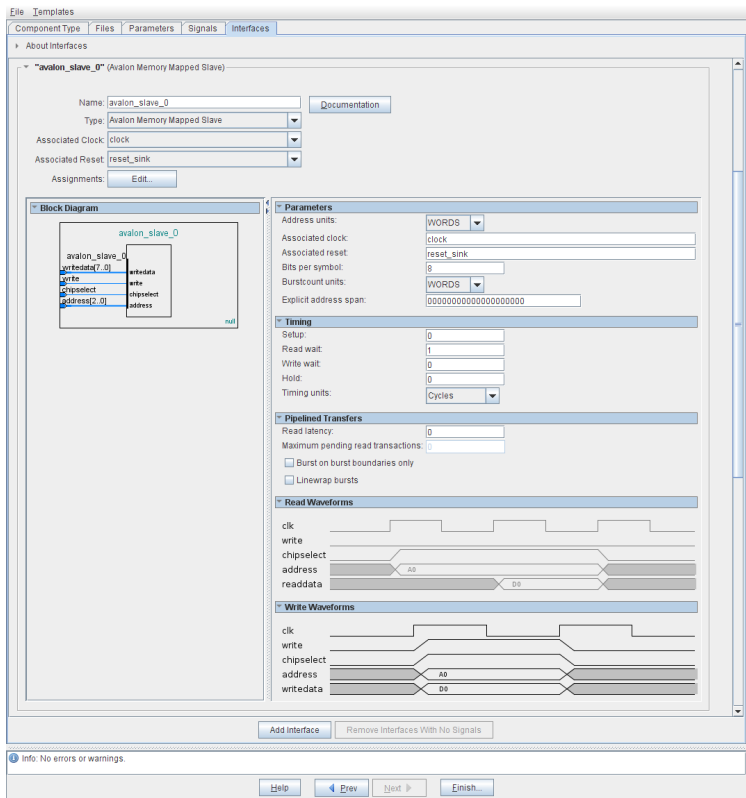 File Templates
Component Type Files Parameters Signals Interfaces
About Interfaces
"avalon_slave_0" (Avalon Memory Mapped Slave)
Name: avalon_slave_0 Documentation
Type: Avalon Memory Mapped Slave
Associated Clock: clock
Associated Reset: reset_sink
Assignments: Edit...
Block Diagram
avalon_slave_0
avalon_slave_0
writedata[7..0] writedata
write write
chipselect chipselect
address[2..0] address
null
Parameters
Address units: WORDS
Associated clock: clock
Associated reset: reset_sink
Bits per symbol: 8
Burstcount units: WORDS
Explicit address span: 00000000000000000000
Timing
Setup: 0
Read wait: 1
Write wait: 0
Hold: 0
Timing units: Cycles
Pipelined Transfers
Read latency: 0
Maximum pending read transactions: 0
Burst on burst boundaries only
Linewrap bursts
Read Waveforms
clk
write
chipselect
address A0
readdata D0
Write Waveforms
clk
write
chipselect
address A0
writedata D0
Add Interface Remove Interfaces With No Signals
Info: No errors or warnings.
Help Prev Next Finish...